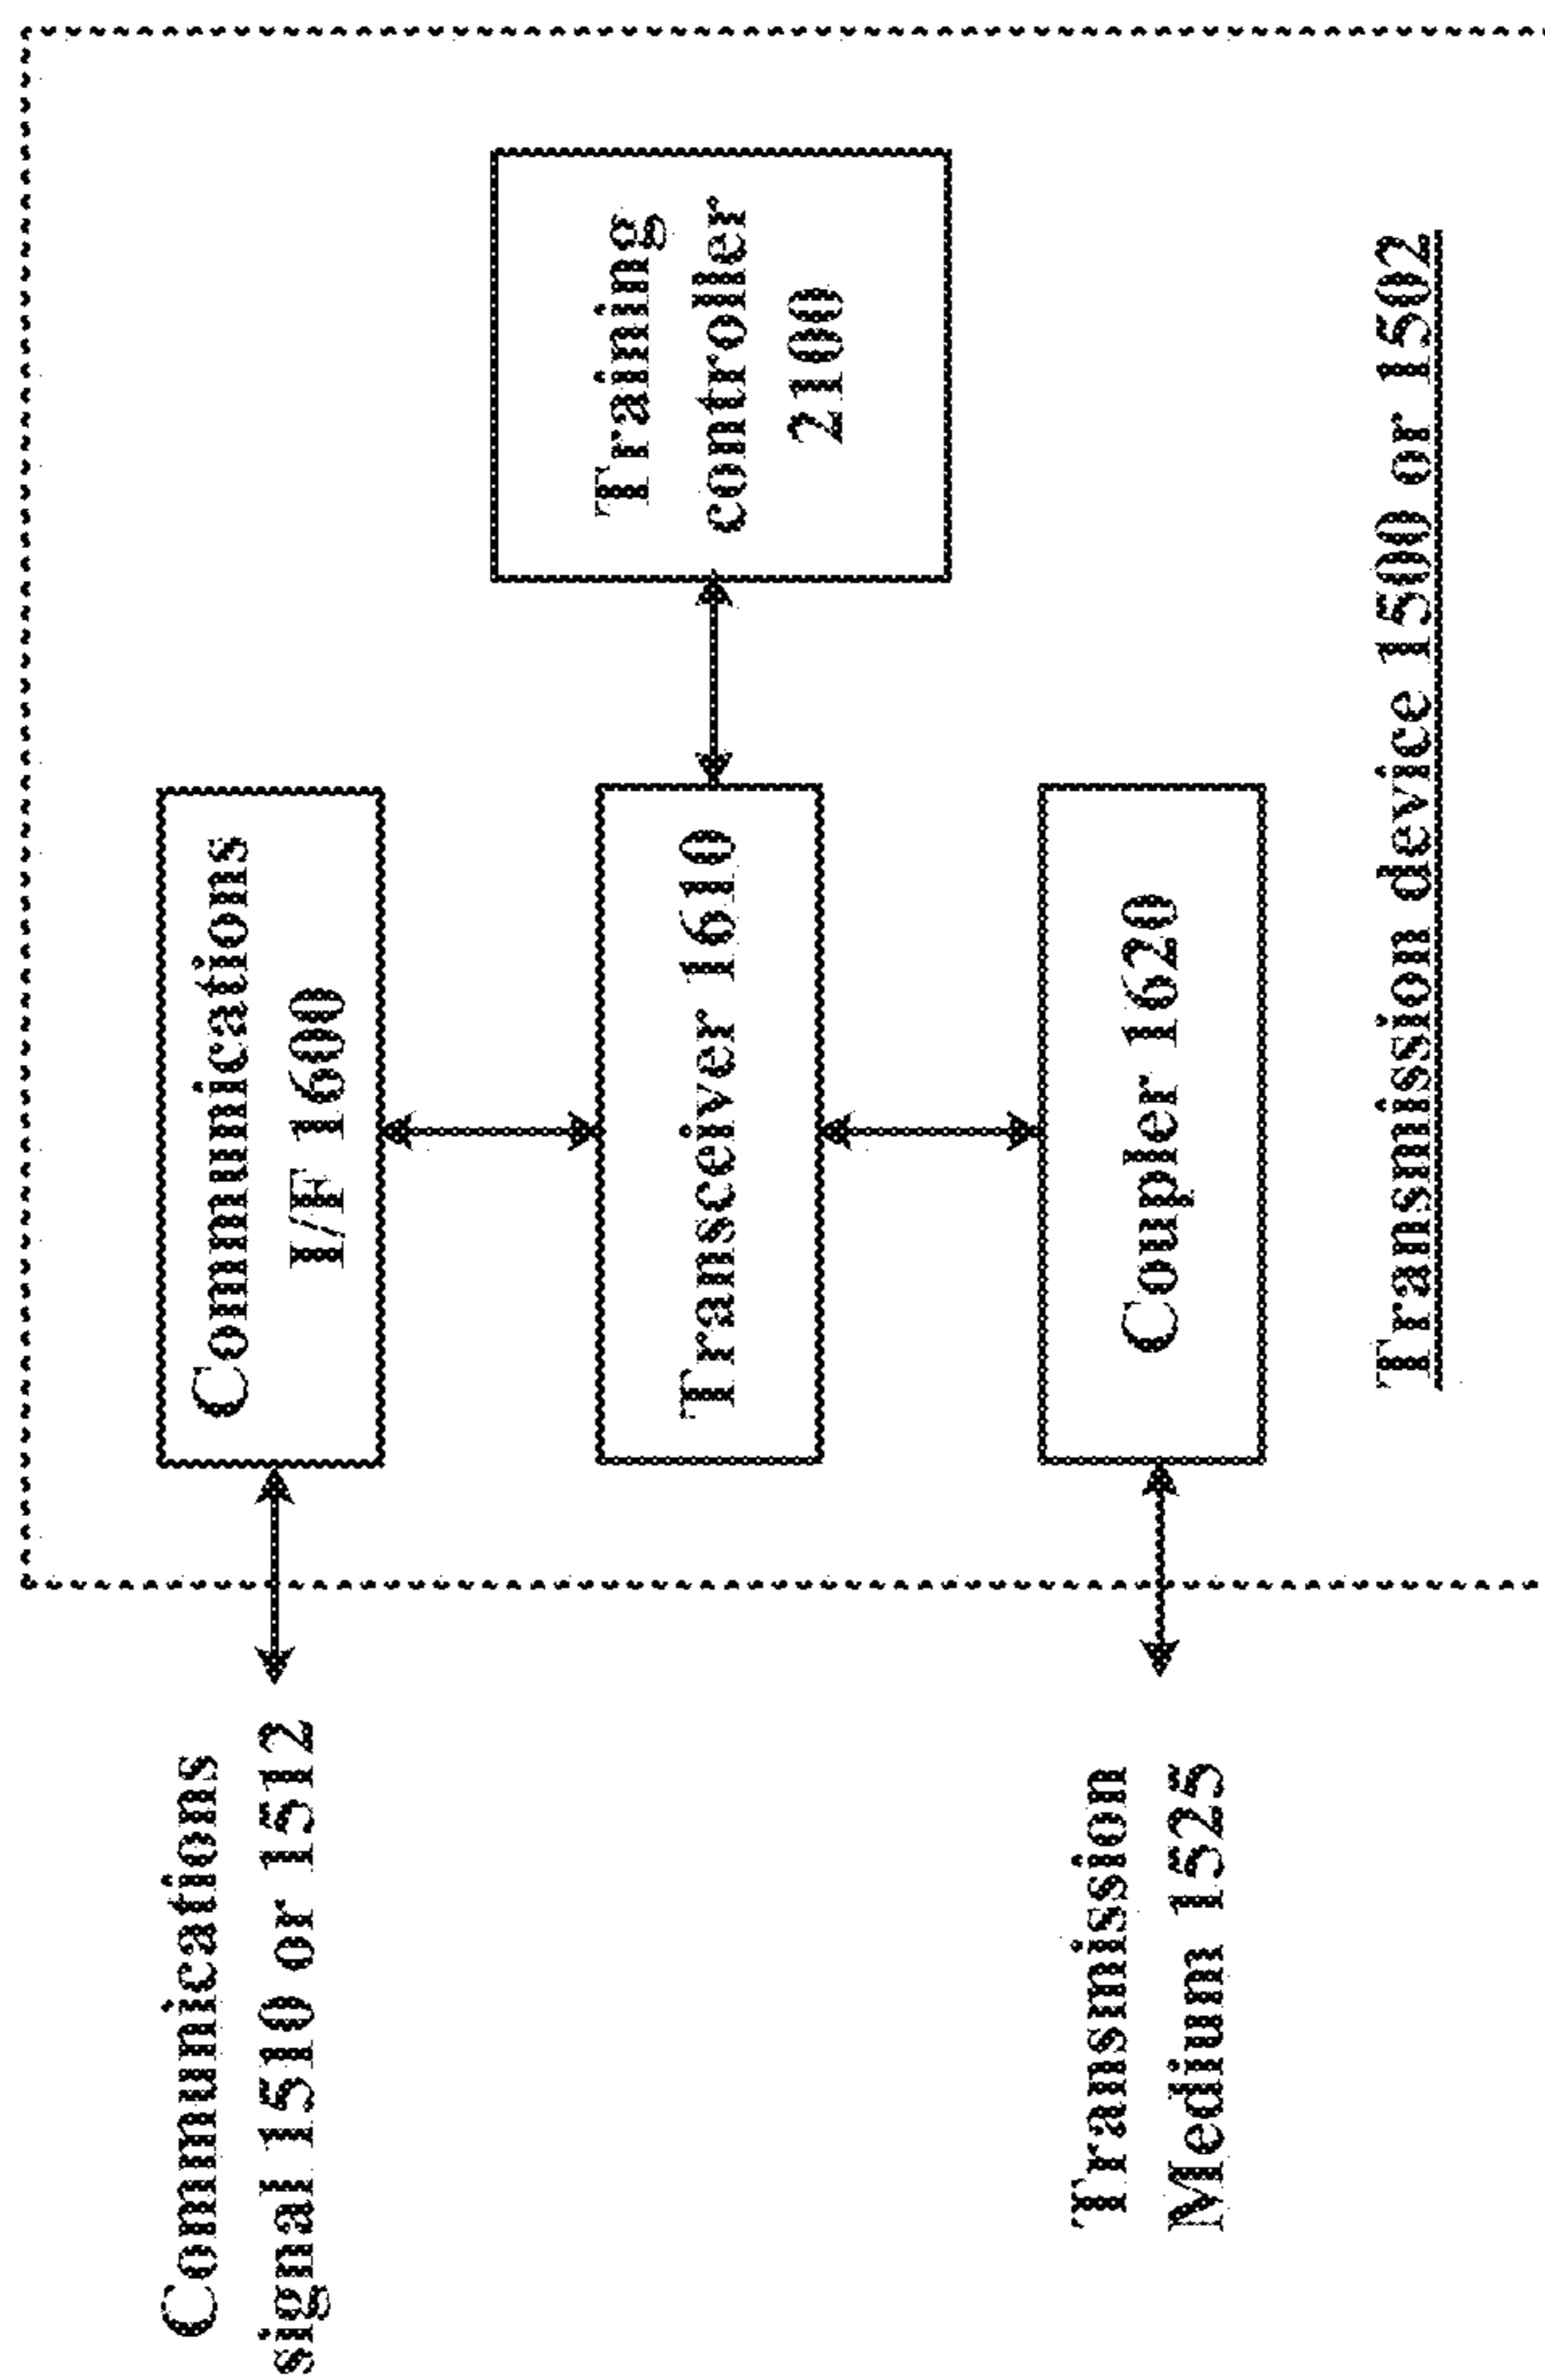 Communications
signal 1510 or 1512
Communications
I/F 1600
Transceiver 1610
Training
controller
2100
Transmission
Medium 1525
Coupler 1620
Transmission device 1500 or 1502